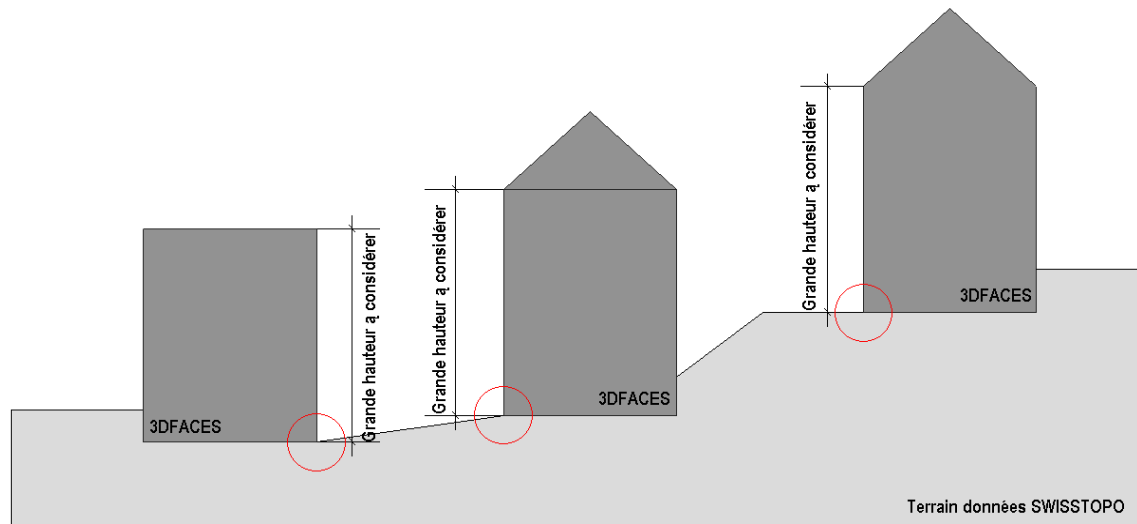 Grande hauteur ą considérer
3DFACES
Grande hauteur ą considérer
3DFACES
Grande hauteur ą considérer
3DFACES
Terrain données SWISSTOPO